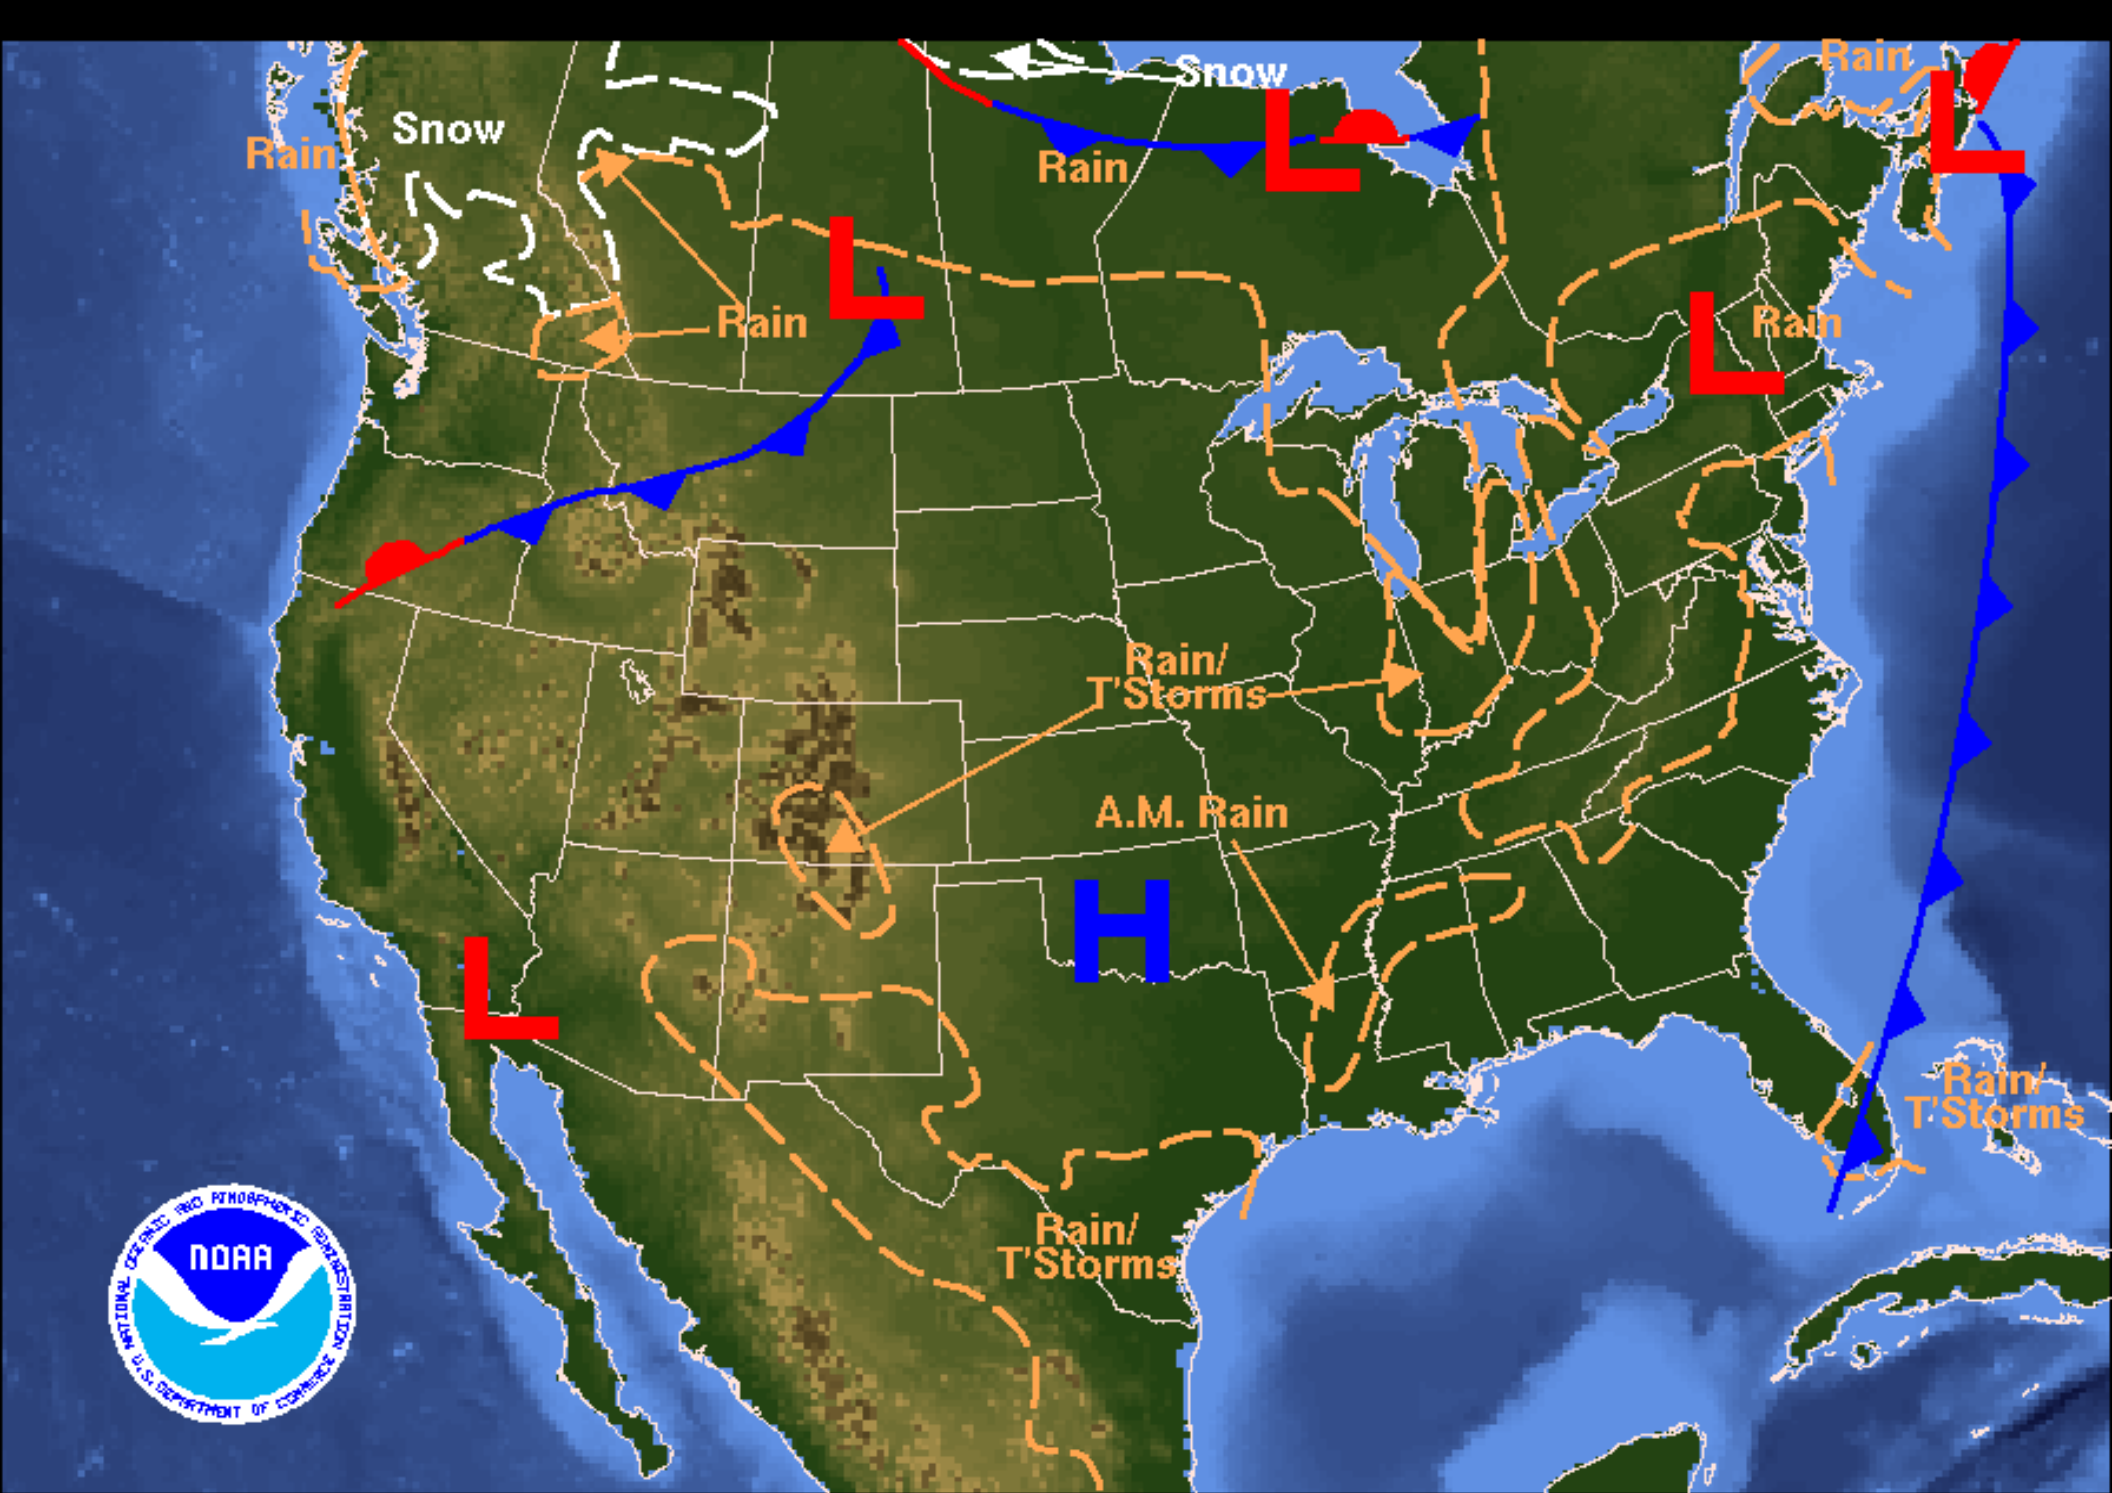 Rain
Snow
Snow
Rain
Rain
L
L
L
Rain
L
Rain
Rain/
T'Storms
A.M. Rain
H
L
Rain/
T'Storms
Rain/
T'Storms
NOAA
NATIONAL OCEANIC AND ATMOSPHERIC ADMINISTRATION
U.S. DEPARTMENT OF COMMERCE